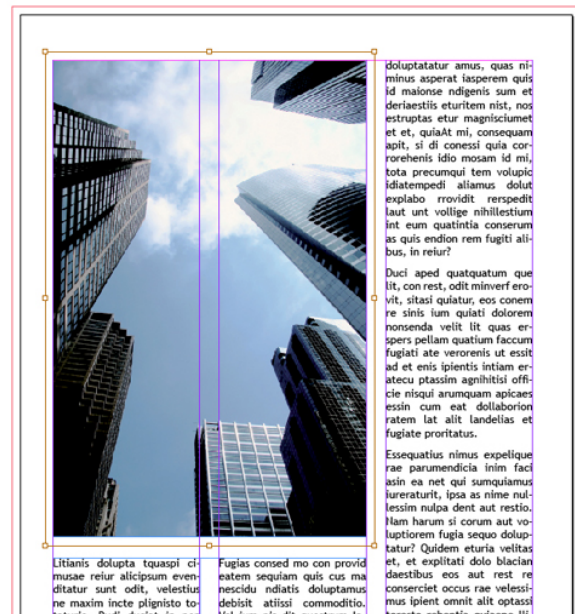 Litianis dolupta tquaspi ci-
musae reiur alicipsum even-
ditatur sunt odit, velestius
ne maxim incte plignisto to-
Fugias consed mo con provid
eatem sequiam quis cus ma
nescidu ndiatis doluptamus
debisit atiissi commoditio.
doluptatatur amus, quas ni-
minus asperat iasperem quis
id maionse ndigenis sum et
deriaestiis eturitem nist, nos
estruptas etur magnisciumet
et et, quiaAt mi, consequam
apit, si di conessi quia cor-
rorehenis idio mosam id mi,
tota precumqui tem volupic
idiatempedi aliamus dolut
explabo rrovidit rerspedit
laut unt vollige nihillestium
int eum quatintia conserum
as quis endion rem fugiti ali-
bus, in reiur?
Duci aped quatquatum que
lit, con rest, odit minverf ero-
vit, sitasi quiatur, eos conem
re sinis ium quiati dolorem
nonsenda velit lit quas er-
spers pellam quatium faccum
fugiati ate verorenis ut essit
ad et enis ipientis intiam er-
atecu ptassim agnihitisi offi-
cie nisqui arumquam apicaes
essin cum eat dollaborion
ratem lat alit landelias et
fugiate proritatus.
Essequatius nimus expelique
rae parumendicia inim faci
asin ea net qui sumquiamus
iureraturit, ipsa as nime nul-
lessim nulpa dent aut restio.
Nam harum si corum aut vo-
luptiorem fugia sequo dolup-
tatur? Quidem eturia velitas
et, et explitati dolo blacian
daestibus eos aut rest re
conserciet occus rae velessi-
mus ipient omnit alit optassi